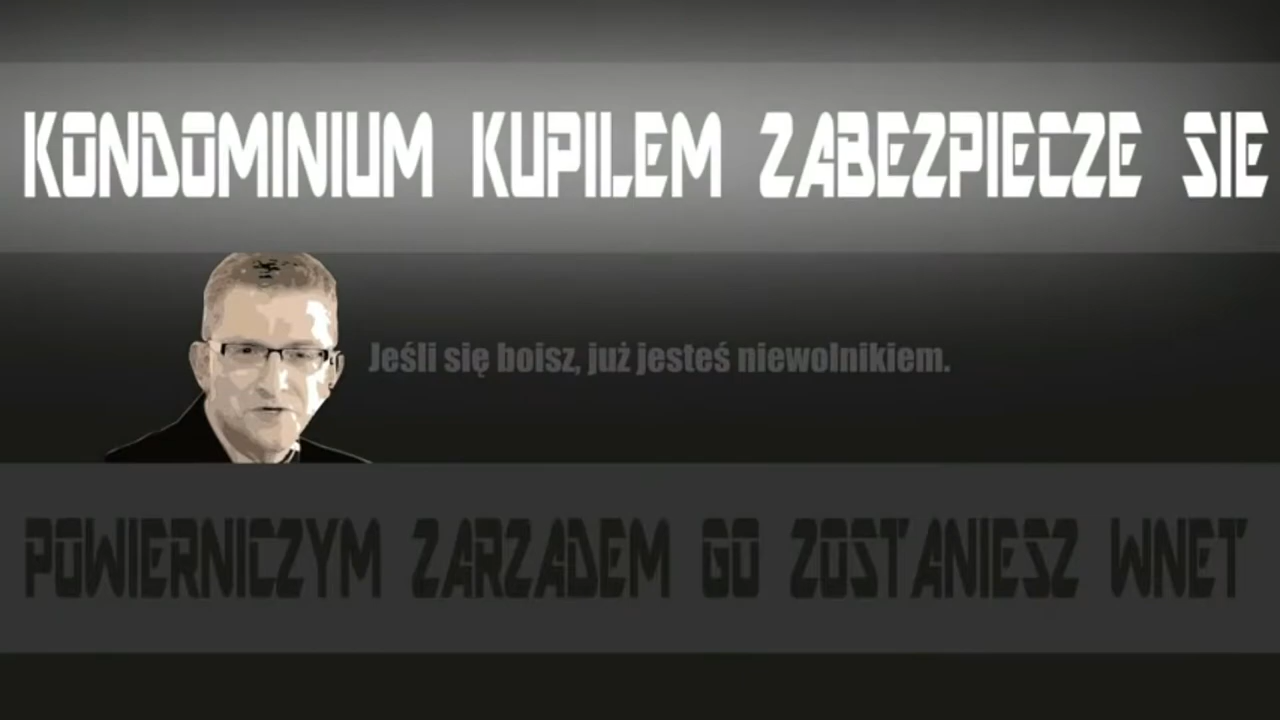 KONDOMINIUM KUPILEM ZABEZPIECZE SIE
Jeśli się boisz, już jesteś niewolnikiem.
POWIERNICZYM ZARZADEM GO ZOSTANIESZ WNET